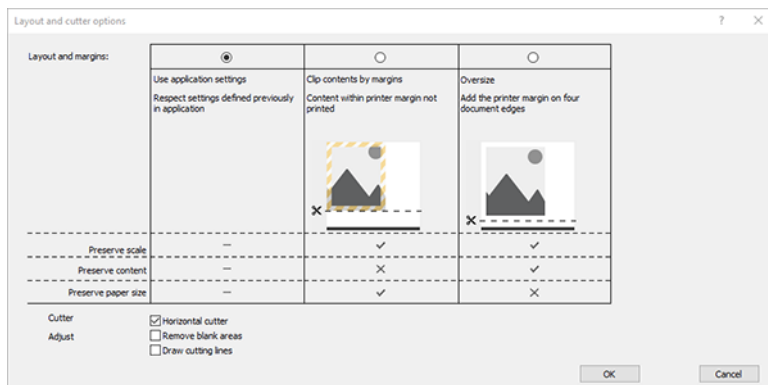 Layout and cutter options
Layout and margins:
Use application settings
Clip contents by margins
Oversize
Respect settings defined previously
in application
Content within printer margin not
printed
Add the printer margin on four
document edges
Preserve scale
Preserve content
Preserve paper size
Cutter
Horizontal cutter
Adjust
Remove blank areas
Draw cutting lines
OK
Cancel